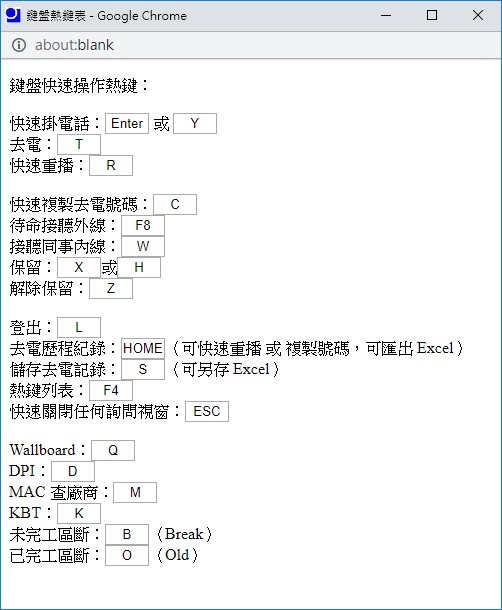 鍵盤熱鍵表 - Google Chrome
about:blank
鍵盤快速操作熱鍵：
快速掛電話：Enter 或 Y
去電：T
快速重播：R
快速複製去電號碼：C
待命接聽外線：F8
接聽同事內線：W
保留：X 或 H
解除保留：Z
登出：L
去電歷程紀錄：HOME（可快速重播 或 複製號碼，可匯出 Excel）
儲存去電記錄：S（可另存 Excel）
熱鍵列表：F4
快速關閉任何詢問視窗：ESC
Wallboard：Q
DPI：D
MAC 查廠商：M
KBT：K
未完工區斷：B（Break）
已完工區斷：O（Old）